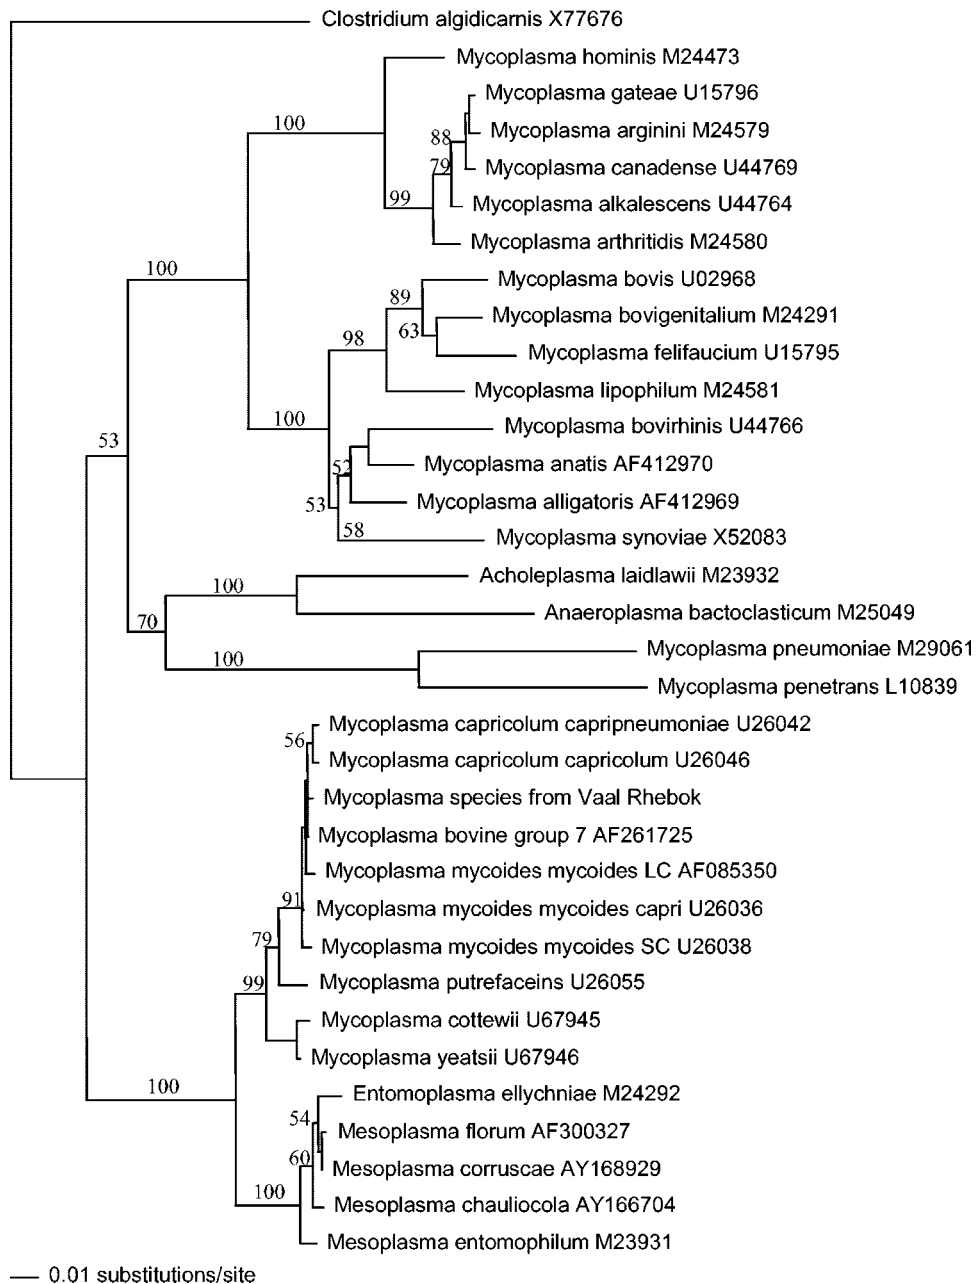 Clostridium algidicarnis X77676
Mycoplasma hominis M24473
Mycoplasma gateae U15796
100
Mycoplasma arginini M24579
88
Mycoplasma canadense U44769
79
99
Mycoplasma alkalescens U44764
Mycoplasma arthritidis M24580
100
Mycoplasma bovis U02968
89
Mycoplasma bovigenitalium M24291
63
98
Mycoplasma felifaucium U15795
Mycoplasma lipophilum M24581
100
Mycoplasma bovirhinis U44766
53
52
Mycoplasma anatis AF412970
53
Mycoplasma alligatoris AF412969
58
Mycoplasma synoviae X52083
100
Acholeplasma laidlawii M23932
70
Anaeroplasma bactoclasticum M25049
100
Mycoplasma pneumoniae M29061
Mycoplasma penetrans L10839
Mycoplasma capricolum capripneumoniae U26042
56
Mycoplasma capricolum capricolum U26046
Mycoplasma species from Vaal Rhebok
Mycoplasma bovine group 7 AF261725
Mycoplasma mycoides mycoides LC AF085350
91
Mycoplasma mycoides mycoides capri U26036
79
Mycoplasma mycoides mycoides SC U26038
99
Mycoplasma putrefaceins U26055
Mycoplasma cottewii U67945
Mycoplasma yeatsii U67946
100
Entomoplasma ellychniae M24292
54
Mesoplasma florum AF300327
60
Mesoplasma corruscae AY168929
100
Mesoplasma chauliocola AY166704
Mesoplasma entomophilum M23931
0.01 substitutions/site